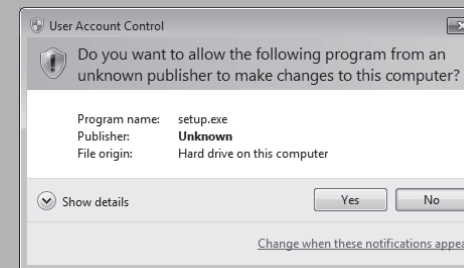 User Account Control
Do you want to allow the following program from an
unknown publisher to make changes to this computer?
Program name: setup.exe
Publisher: Unknown
File origin: Hard drive on this computer
Show details
Yes
No
Change when these notifications